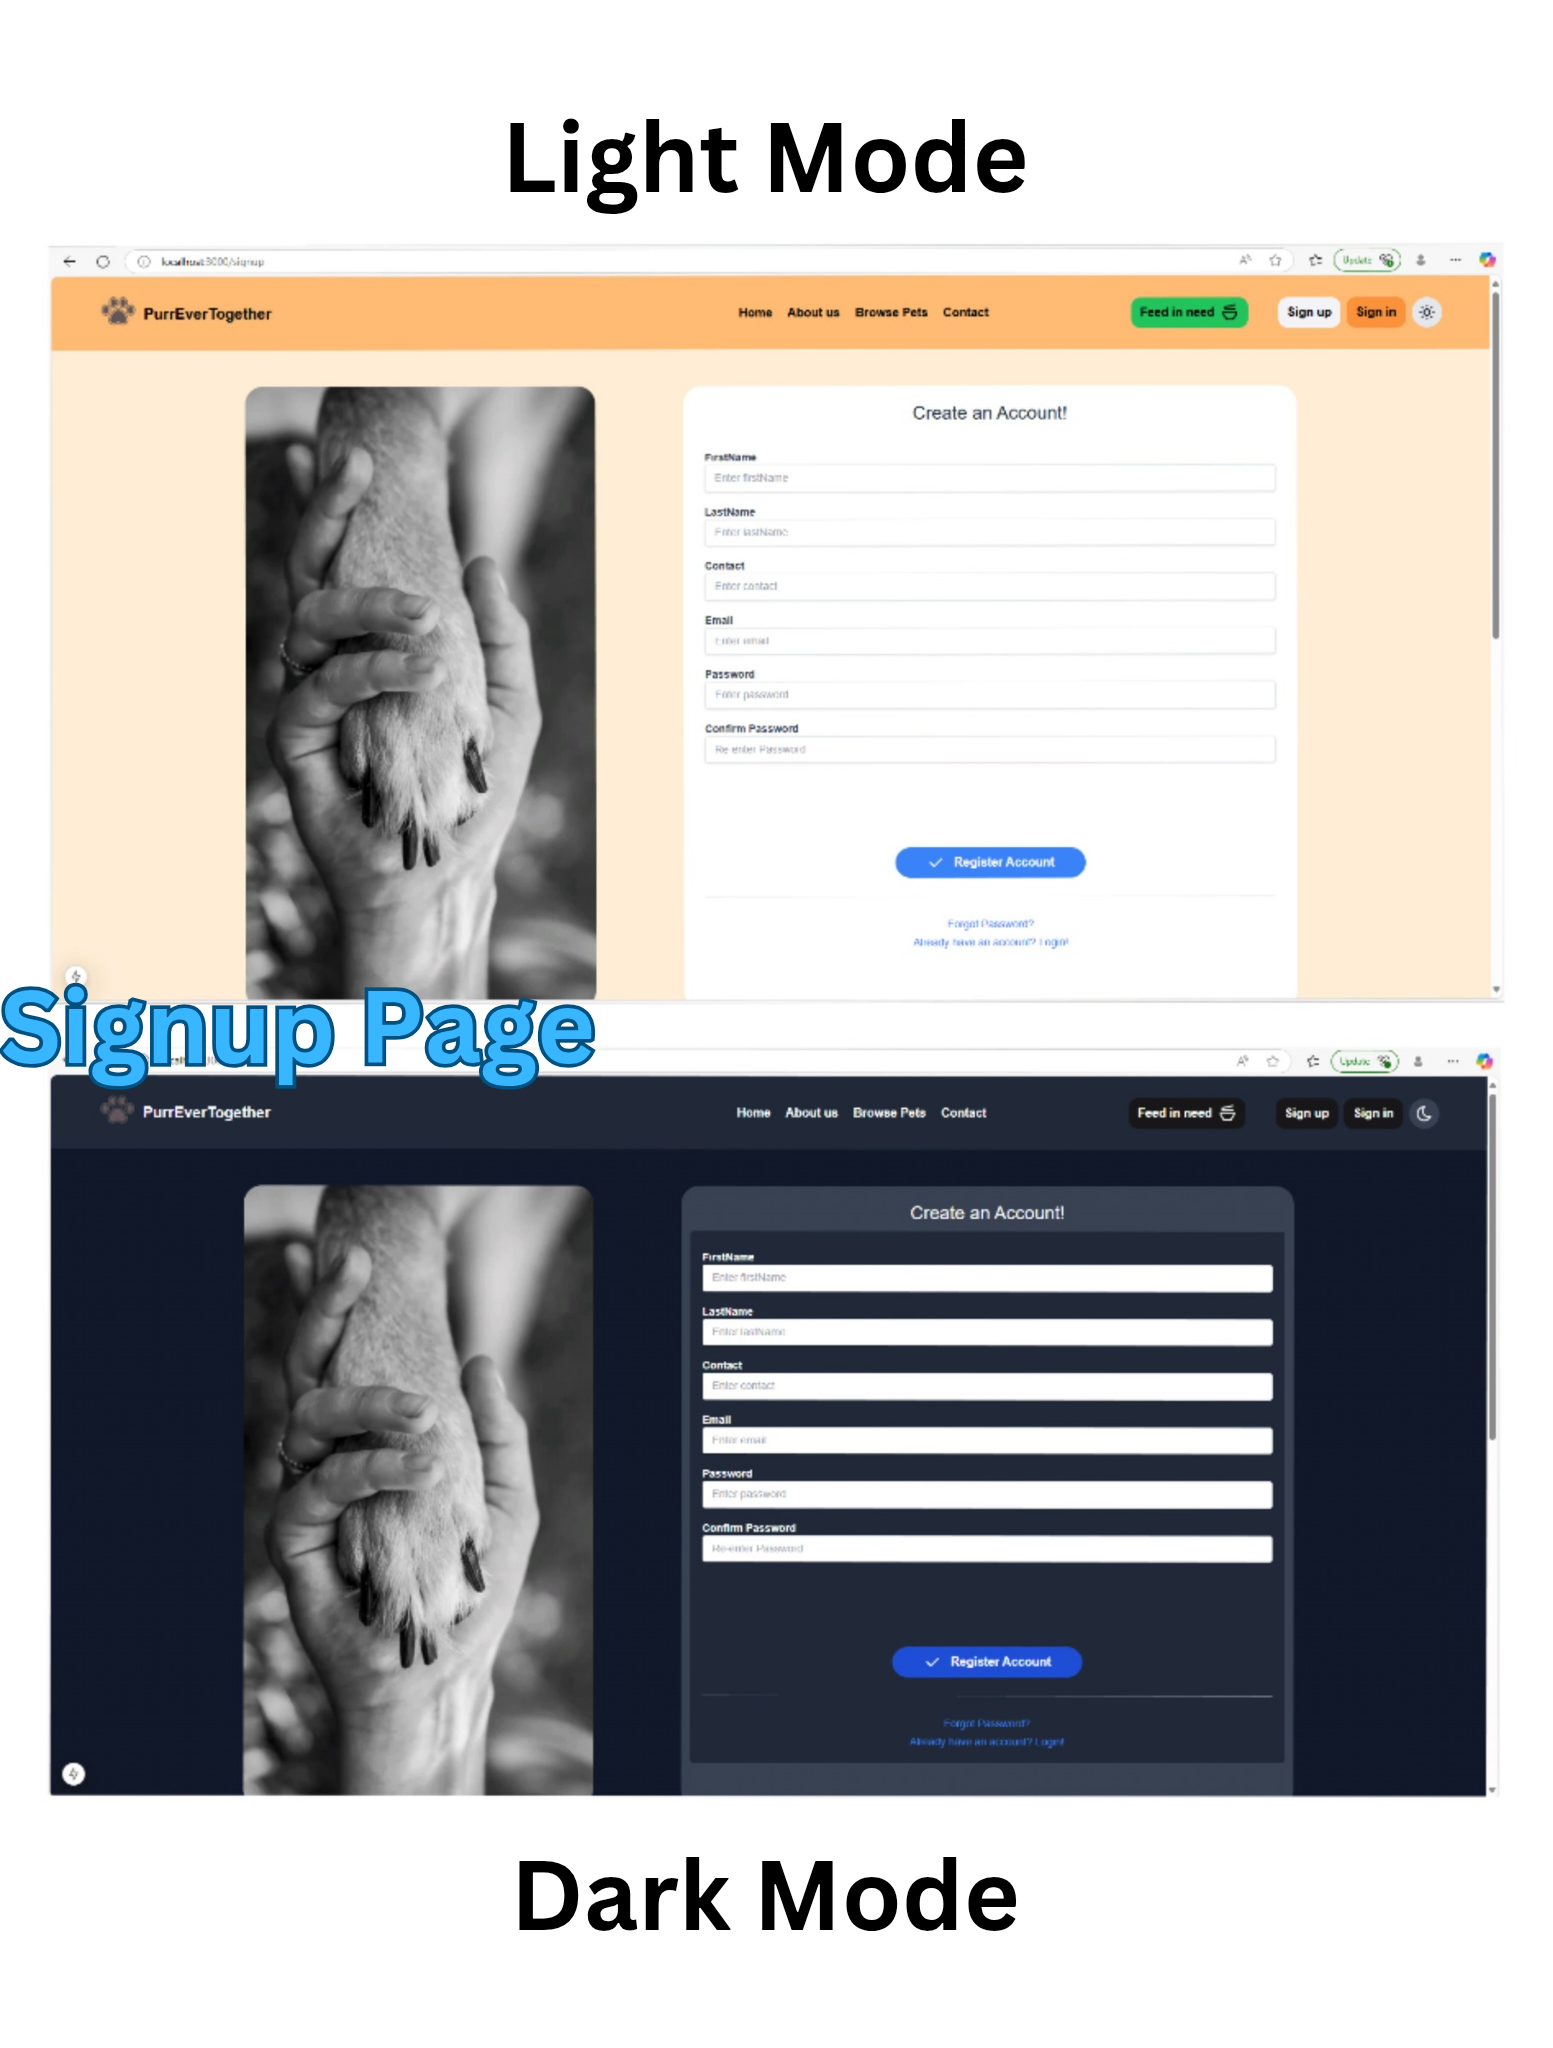 Light Mode
localhost:3000/signup
Update
PurrEverTogether
Home About us Browse Pets Contact
Feed in need
Sign up Sign in
Create an Account!
FirstName
Enter firstName
LastName
Enter lastName
Contact
Enter contact
Email
Enter email
Password
Enter password
Confirm Password
Re-enter Password
Register Account
Forgot Password?
Already have an account? Login!
Signup Page
Update
PurrEverTogether
Home About us Browse Pets Contact
Feed in need
Sign up Sign in
Create an Account!
FirstName
Enter firstName
LastName
Enter lastName
Contact
Enter contact
Email
Enter email
Password
Enter password
Confirm Password
Re-enter Password
Register Account
Forgot Password?
Already have an account? Login!
Dark Mode